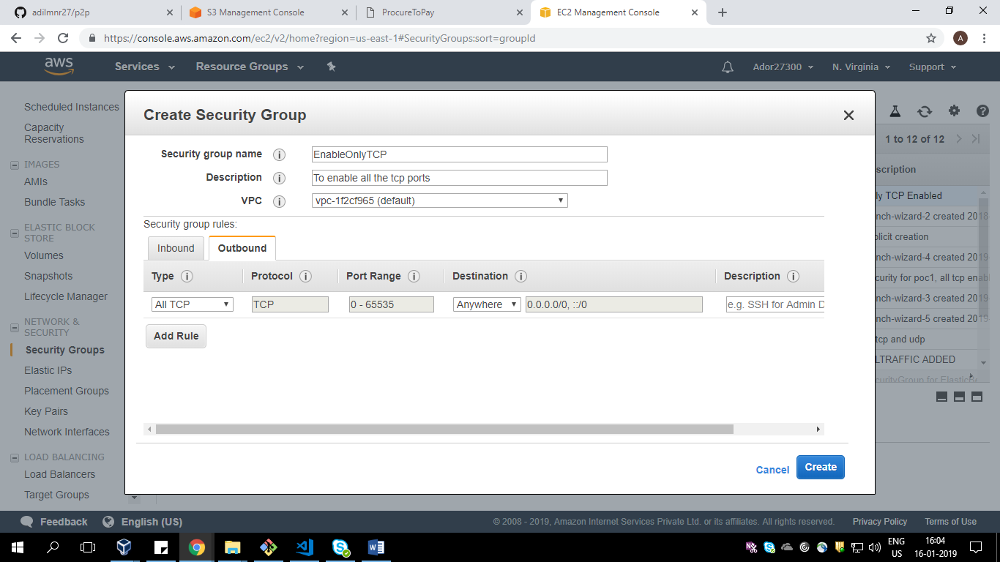 adilmnr27/p2p
S3 Management Console
ProcureToPay
EC2 Management Console
https://console.aws.amazon.com/ec2/v2/home?region=us-east-1#SecurityGroups:sort=groupId
A
aws
Services
Resource Groups
Ador27300
N. Virginia
Support
Scheduled Instances
Capacity
Reservations
IMAGES
AMIs
Bundle Tasks
ELASTIC BLOCK
STORE
Volumes
Snapshots
Lifecycle Manager
NETWORK &
SECURITY
Security Groups
Elastic IPs
Placement Groups
Key Pairs
Network Interfaces
LOAD BALANCING
Load Balancers
Target Groups
Create Security Group
Security group name
EnableOnlyTCP
Description
To enable all the tcp ports
VPC
vpc-1f2cf965 (default)
Security group rules:
Inbound
Outbound
Type
Protocol
Port Range
Destination
Description
All TCP
TCP
0 - 65535
Anywhere
0.0.0.0/0, ::/0
e.g. SSH for Admin D
Add Rule
Cancel
Create
1 to 12 of 12
scription
ly TCP Enabled
nch-wizard-2 created 2018-
plicit creation
nch-wizard-4 created 2019-
curity for poc1, all tcp enab
nch-wizard-3 created 2019-
nch-wizard-5 created 2019-
tcp and udp
LTRAFFIC ADDED
curityGroup for ElasticBe
Feedback
English (US)
© 2008 - 2019, Amazon Internet Services Private Ltd. or its affiliates. All rights reserved.
Privacy Policy
Terms of Use
ENG
US
16:04
16-01-2019